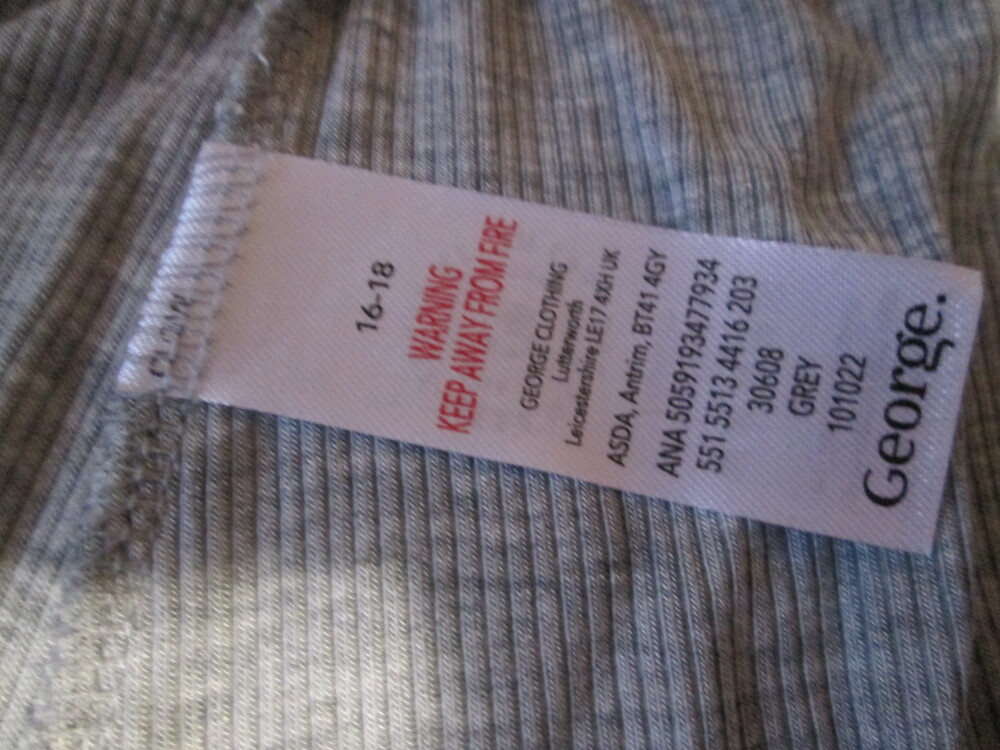 16-18
WARNING
KEEP AWAY FROM FIRE
GEORGE CLOTHING
Lutterworth
Leicestershire LE17 4XH UK
ASDA, Antrim, BT41 4GY
ANA 5059193477934
551 5513 4416 203
30608
GREY
101022
George.